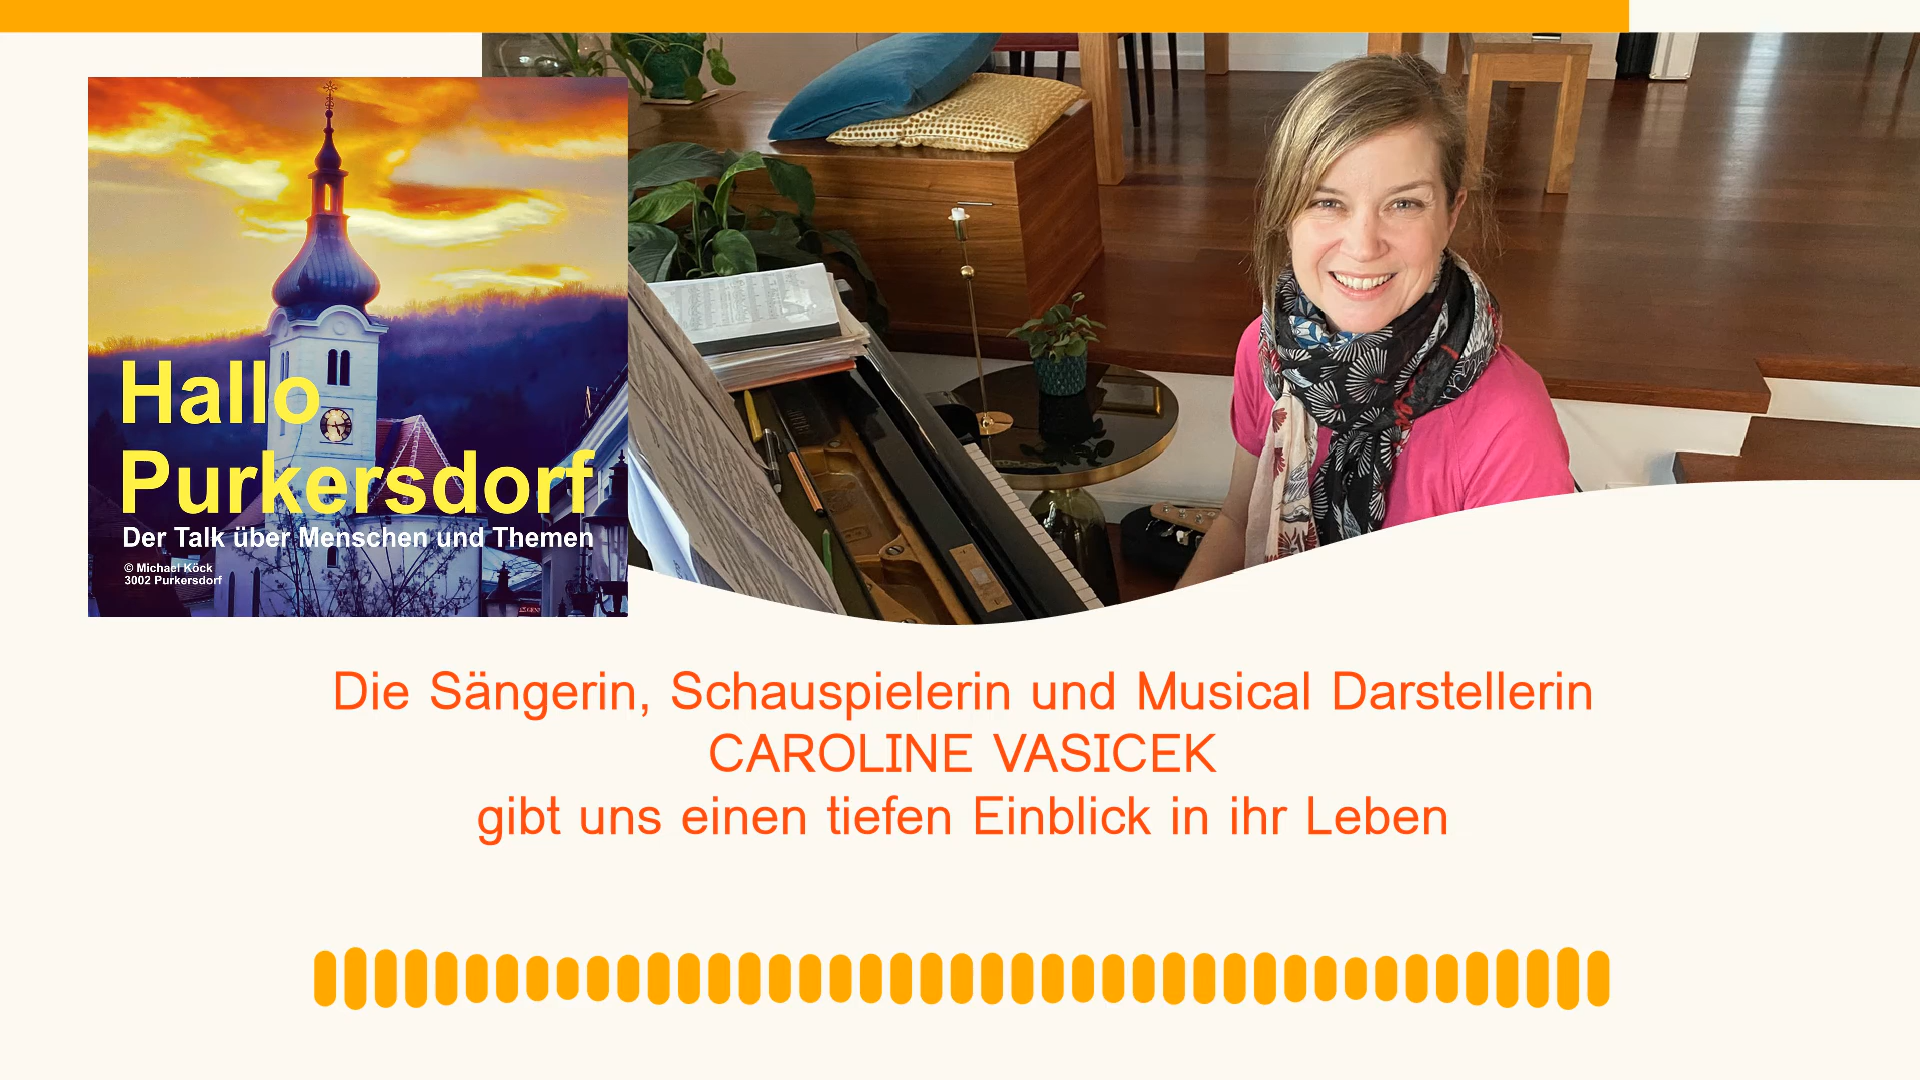 Hallo
Purkersdorf
Der Talk über Menschen und Themen
© Michael Köck
3002 Purkersdorf
Die Sängerin, Schauspielerin und Musical Darstellerin
CAROLINE VASICEK
gibt uns einen tiefen Einblick in ihr Leben